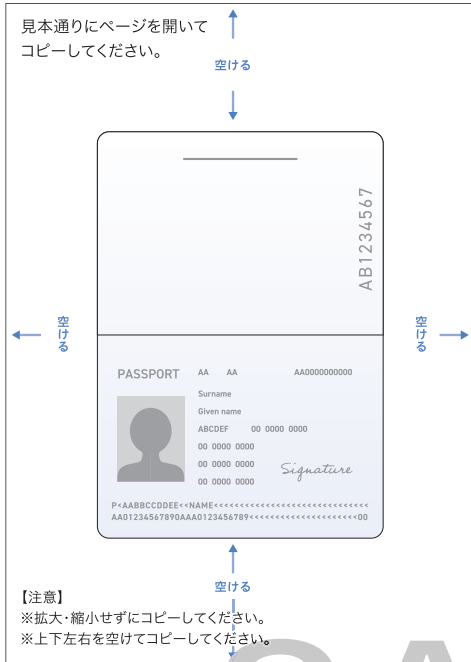 見本通りにページを開いて
コピーしてください。
空ける
AB1234567
空ける
空ける
PASSPORT AA AA AA0000000000
Surname
Given name
ABCDEF 00 0000 0000
00 0000 0000
00 0000 0000
00 0000 0000
Signature
P<AABBCCDDEE<<NAME<<<<<<<<<<<<<<<<<<<<<<<<<<<<<
AA01234567890AAA0123456789<<<<<<<<<<<<<<<<<<<<00
空ける
【注意】
※拡大・縮小せずにコピーしてください。
※上下左右を空けてコピーしてください。